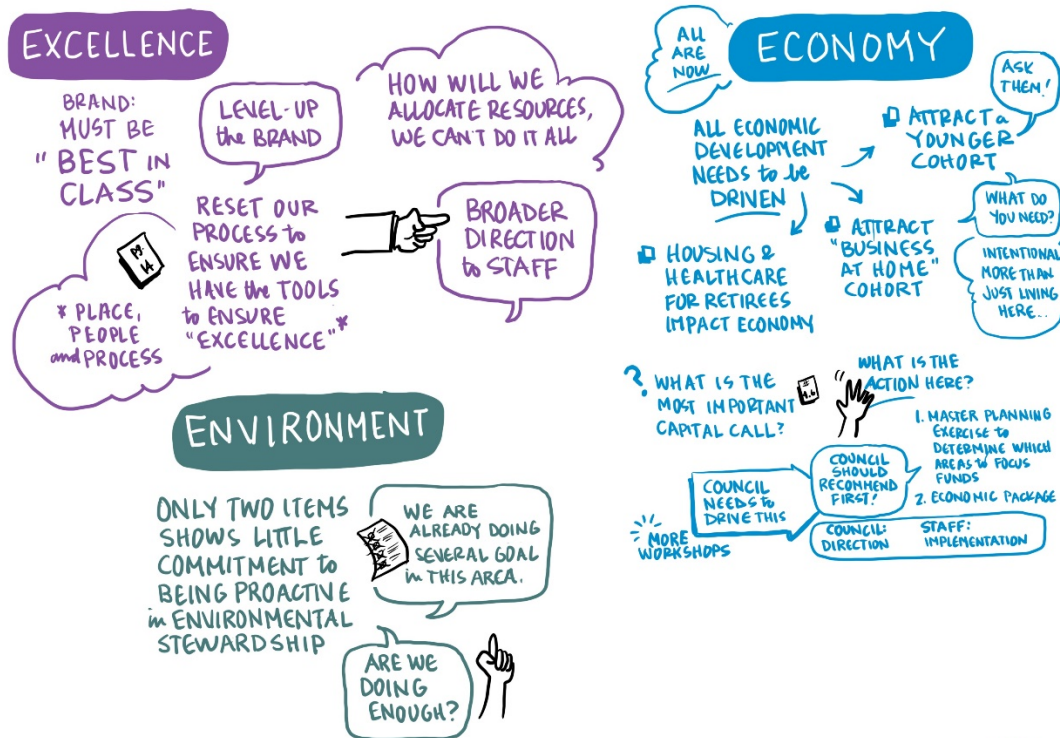 EXCELLENCE
BRAND:
MUST BE
"BEST IN
CLASS"
LEVEL-UP
the BRAND
HOW WILL WE
ALLOCATE RESOURCES,
WE CAN'T DO IT ALL
PG.
14
* PLACE,
PEOPLE
and PROCESS
RESET OUR
PROCESS to
ENSURE WE
HAVE the TOOLS
to ENSURE
"EXCELLENCE"*
BROADER
DIRECTION
to STAFF
ENVIRONMENT
ONLY TWO ITEMS
SHOWS LITTLE
COMMITMENT to
BEING PROACTIVE
in ENVIRONMENTAL
STEWARDSHIP
WE ARE
ALREADY DOING
SEVERAL GOAL
in THIS AREA.
ARE WE
DOING
ENOUGH?
ALL
ARE
NOW
ECONOMY
ALL ECONOMIC
DEVELOPMENT
NEEDS to be
DRIVEN
ATTRACT a
YOUNGER
COHORT
ASK
THEM!
HOUSING &
HEALTHCARE
FOR RETIREES
IMPACT ECONOMY
ATTRACT
"BUSINESS
AT HOME"
COHORT
WHAT DO
YOU NEED?
INTENTIONAL
MORE THAN
JUST LIVING
HERE...
? WHAT IS THE
MOST IMPORTANT
CAPITAL CALL?
WHAT IS THE
ACTION HERE?
1. MASTER PLANNING
EXERCISE to
DETERMINE WHICH
AREAS to FOCUS
FUNDS
2. ECONOMIC PACKAGE
COUNCIL
SHOULD
RECOMMEND
FIRST!
COUNCIL
NEEDS to
DRIVE THIS
MORE
WORKSHOPS
COUNCIL: STAFF:
DIRECTION IMPLEMENTATION